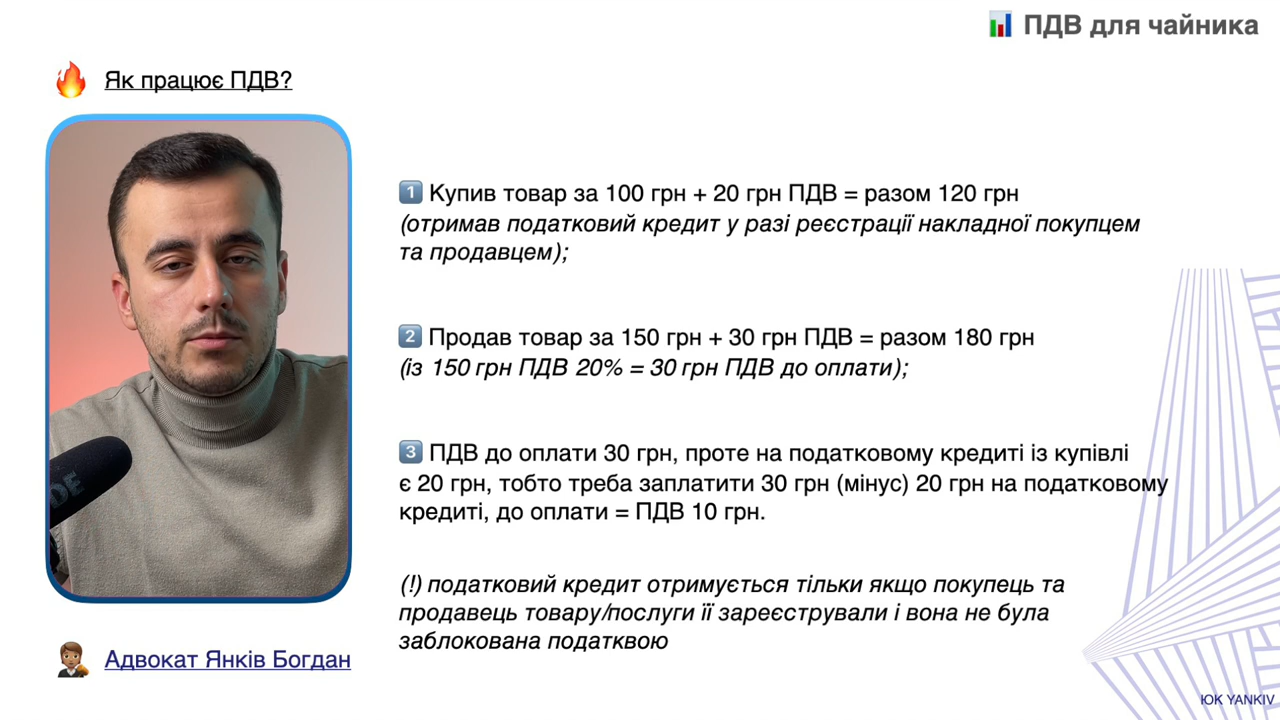 📊 ПДВ для чайника
🔥 Як працює ПДВ?
1️⃣ Купив товар за 100 грн + 20 грн ПДВ = разом 120 грн
(отримав податковий кредит у разі реєстрації накладної покупцем
та продавцем);
2️⃣ Продав товар за 150 грн + 30 грн ПДВ = разом 180 грн
(із 150 грн ПДВ 20% = 30 грн ПДВ до оплати);
3️⃣ ПДВ до оплати 30 грн, проте на податковому кредиті із купівлі
є 20 грн, тобто треба заплатити 30 грн (мінус) 20 грн на податковому
кредиті, до оплати = ПДВ 10 грн.
(!) податковий кредит отримується тільки якщо покупець та
продавець товару/послуги її зареєстрували і вона не була
заблокована податквою
Адвокат Янків Богдан
ЮК YANKIV